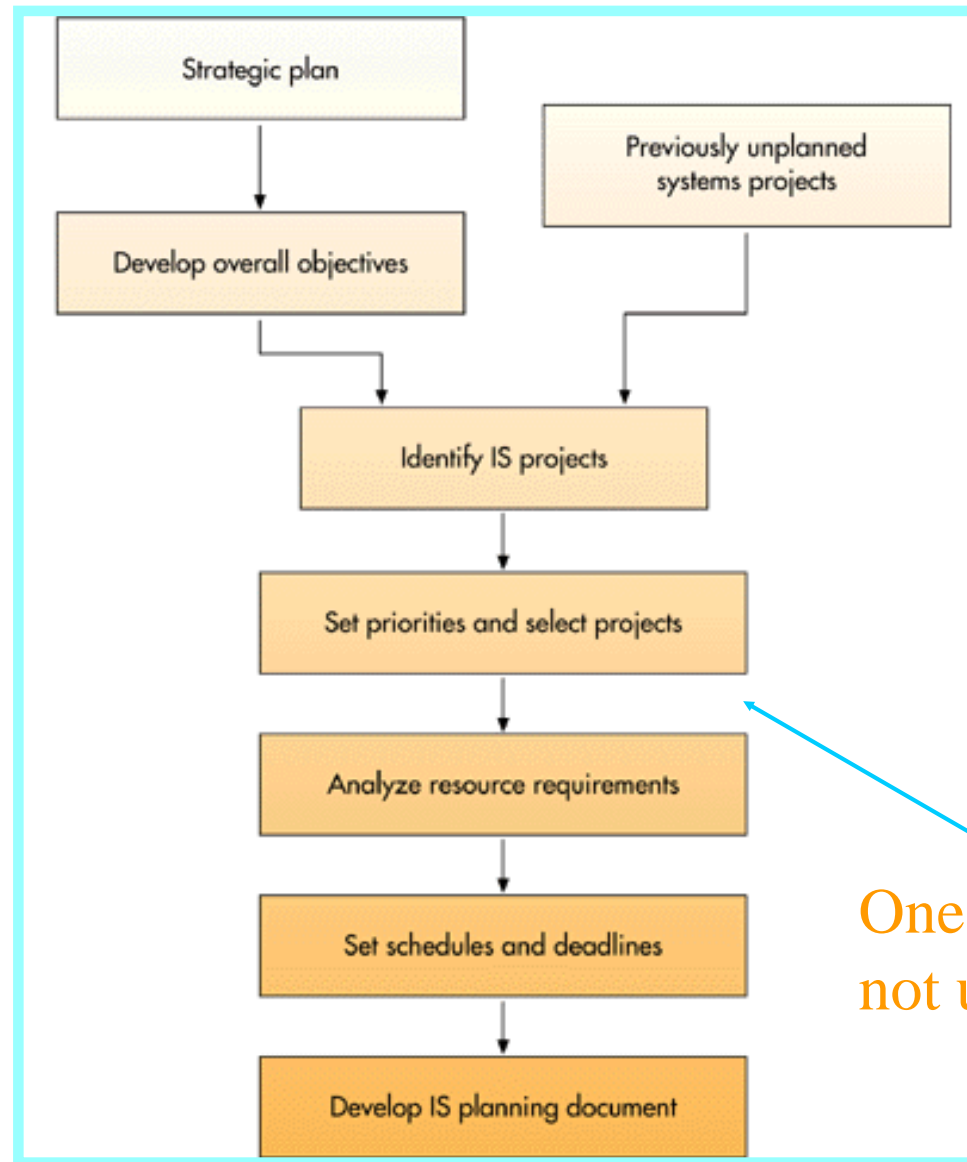 Strategic plan
Previously unplanned
systems projects
Develop overall objectives
Identify IS projects
Set priorities and select projects
Analyze resource requirements
Set schedules and deadlines
One
not u
Develop IS planning document